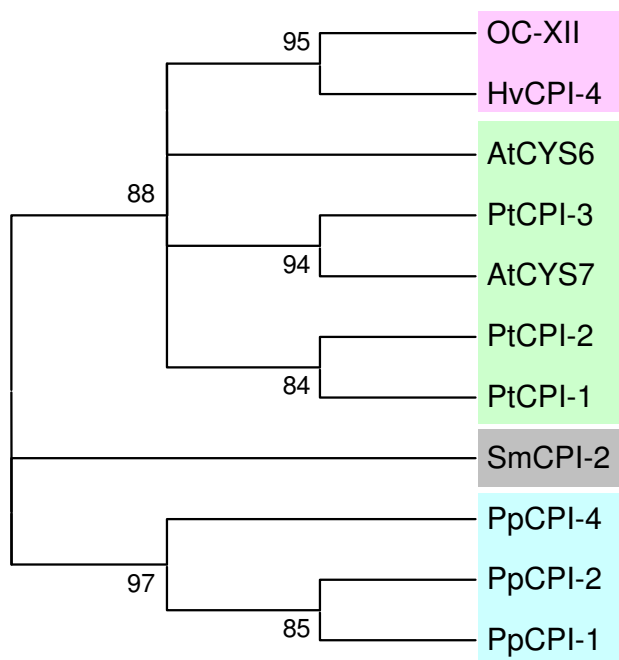 OC-XII
95
HvCPI-4
AtCYS6
88
PtCPI-3
94
AtCYS7
PtCPI-2
84
PtCPI-1
SmCPI-2
PpCPI-4
97
PpCPI-2
85
PpCPI-1